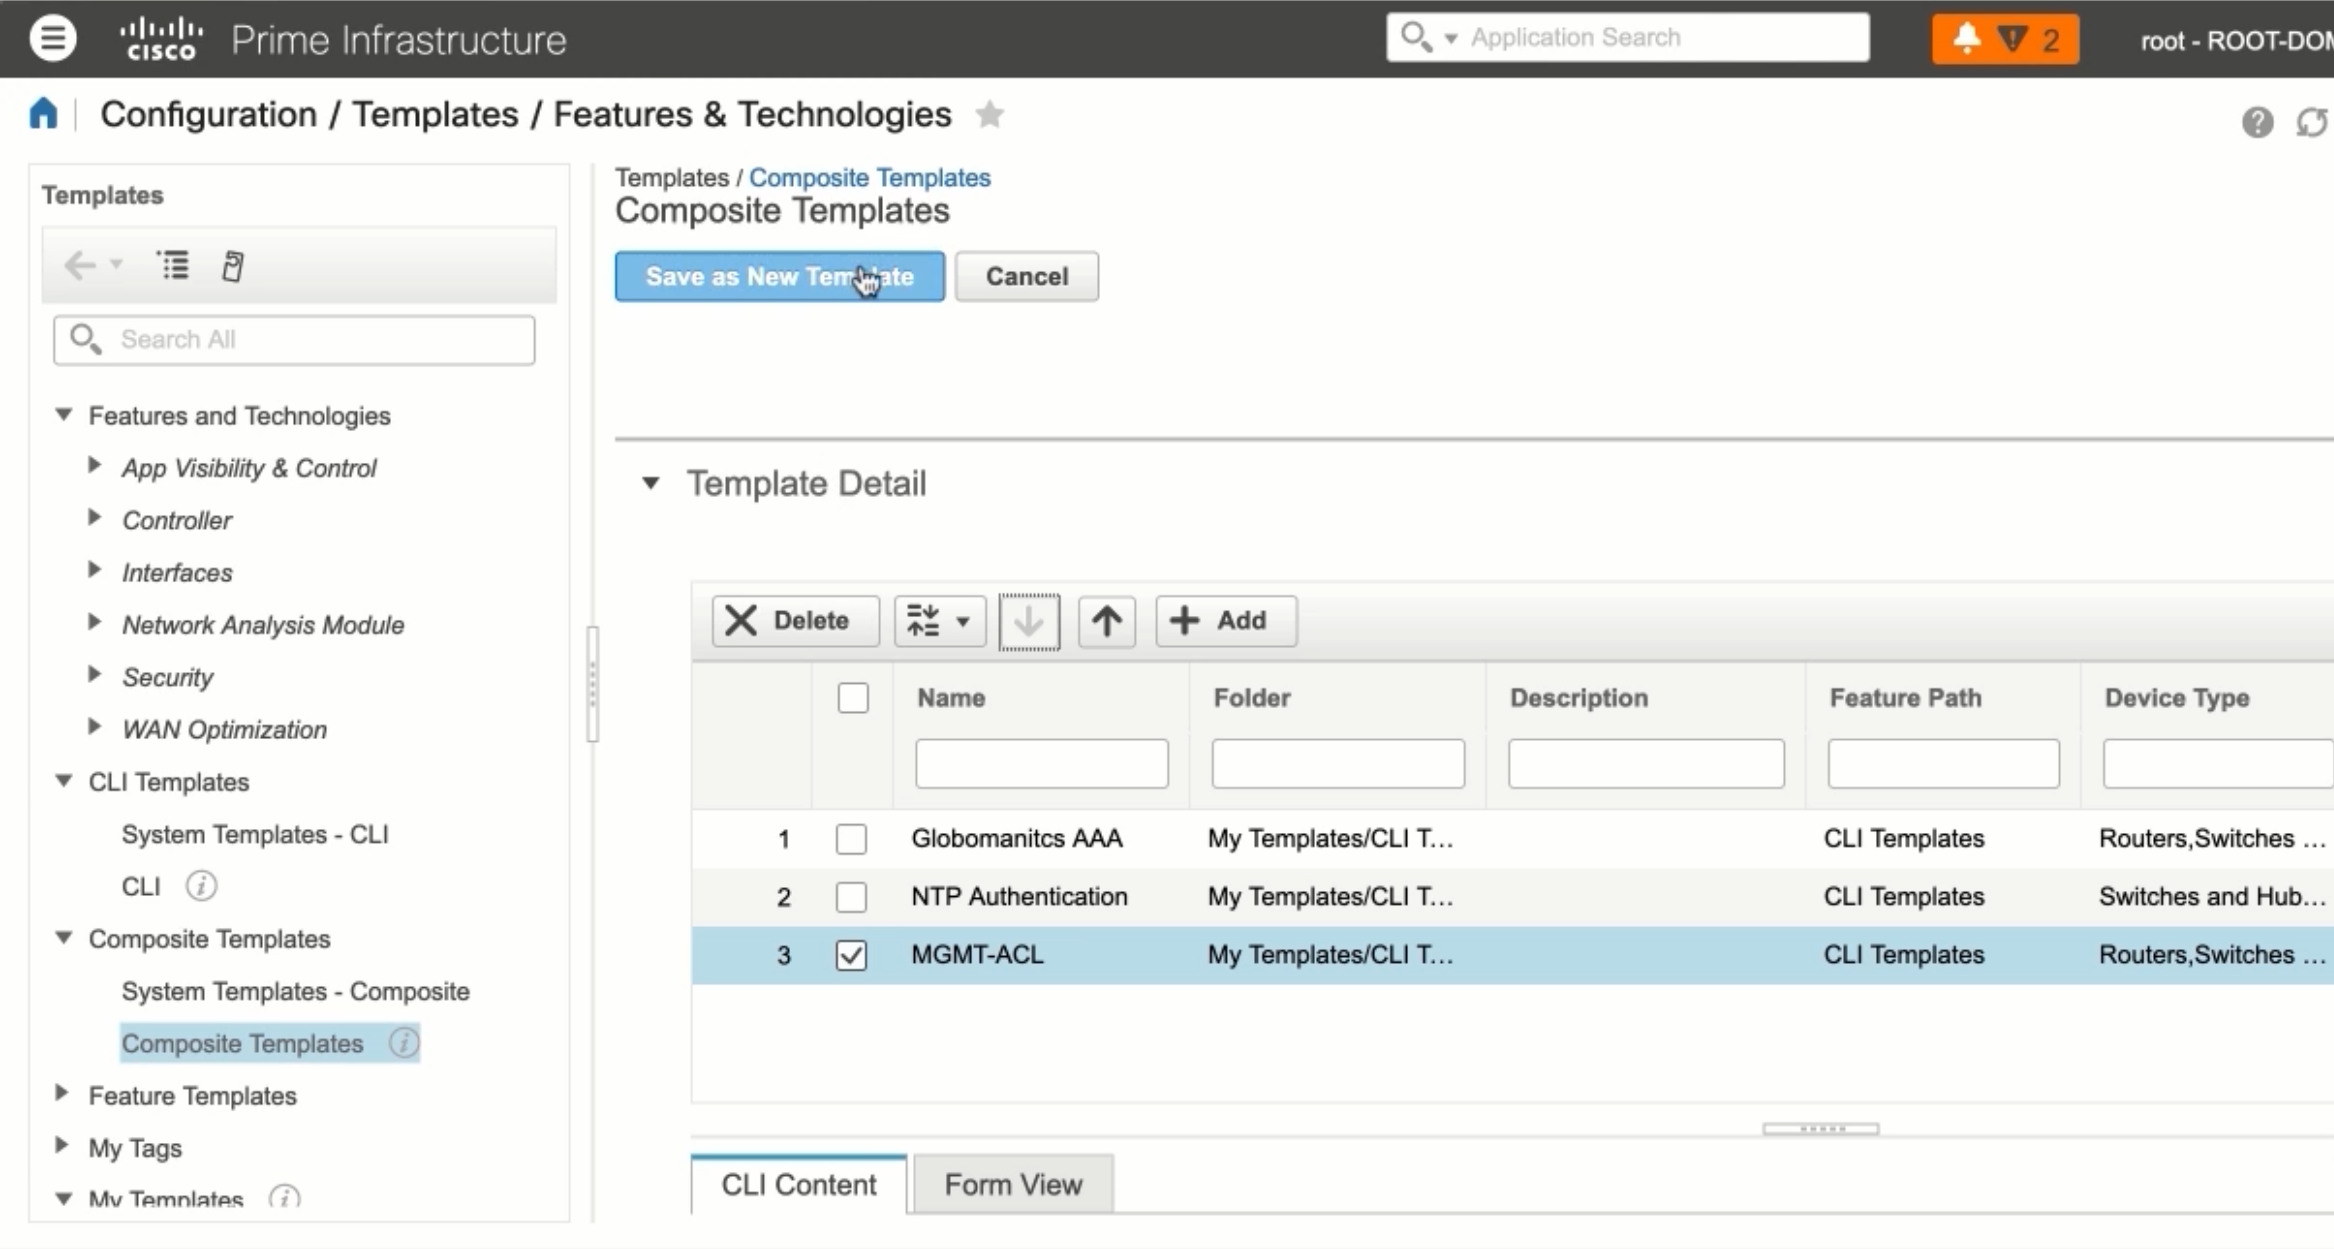 cisco Prime Infrastructure
Application Search
2
root - ROOT-DOM
Configuration / Templates / Features & Technologies
Templates
Search All
Features and Technologies
App Visibility & Control
Controller
Interfaces
Network Analysis Module
Security
WAN Optimization
CLI Templates
System Templates - CLI
CLI
Composite Templates
System Templates - Composite
Composite Templates
Feature Templates
My Tags
My Templates
Templates / Composite Templates
Composite Templates
Save as New Template Cancel
Template Detail
Delete Add
Name Folder Description Feature Path Device Type
1 Globomanitcs AAA My Templates/CLI T... CLI Templates Routers,Switches ...
2 NTP Authentication My Templates/CLI T... CLI Templates Switches and Hub...
3 MGMT-ACL My Templates/CLI T... CLI Templates Routers,Switches ...
CLI Content Form View